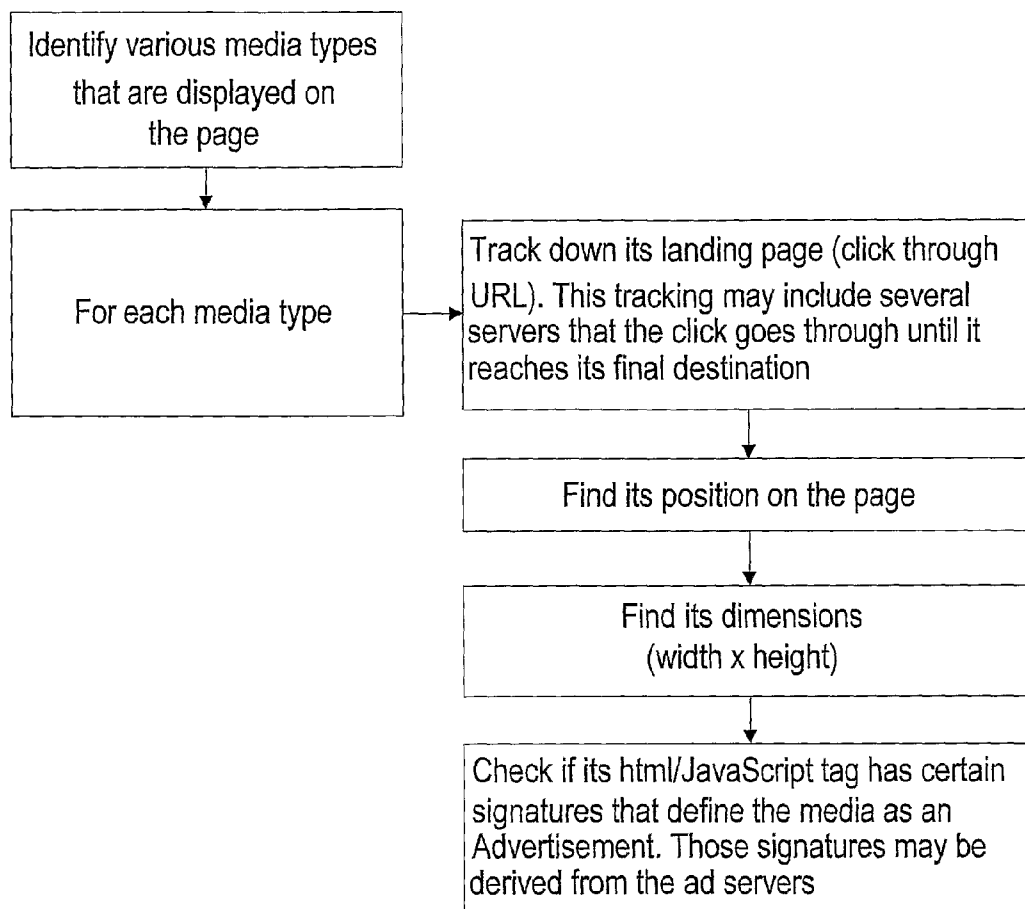 Identify various media types
that are displayed on
the page
For each media type
Track down its landing page (click through
URL). This tracking may include several
servers that the click goes through until it
reaches its final destination
Find its position on the page
Find its dimensions
(width x height)
Check if its html/JavaScript tag has certain
signatures that define the media as an
Advertisement. Those signatures may be
derived from the ad servers